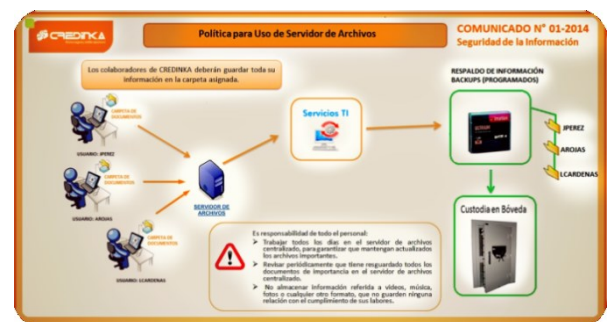 CREDINKA
Política para Uso de Servidor de Archivos
COMUNICADO N° 01-2014
Seguridad de la Información
Los colaboradores de CREDINKA deberán guardar toda su
información en la carpeta asignada.
RESPALDO DE INFORMACIÓN
BACKUPS (PROGRAMADOS)
CARPETA DE
DOCUMENTOS
USUARIO: JPEREZ
Servicios TI
JPEREZ
AROJAS
LCARDENAS
CARPETA DE
DOCUMENTOS
USUARIO: AROJAS
SERVIDOR DE
ARCHIVOS
Custodia en Bóveda
CARPETA DE
DOCUMENTOS
USUARIO: LCARDENAS
Es responsabilidad de todo el personal:
➤ Trabajar todos los días en el servidor de archivos
centralizado, para garantizar que mantengan actualizados
los archivos importantes.
➤ Revisar periódicamente que tiene resguardado todos los
documentos de importancia en el servidor de archivos
centralizado.
➤ No almacenar información referida a videos, música,
fotos o cualquier otro formato, que no guarden ninguna
relación con el cumplimiento de sus labores.